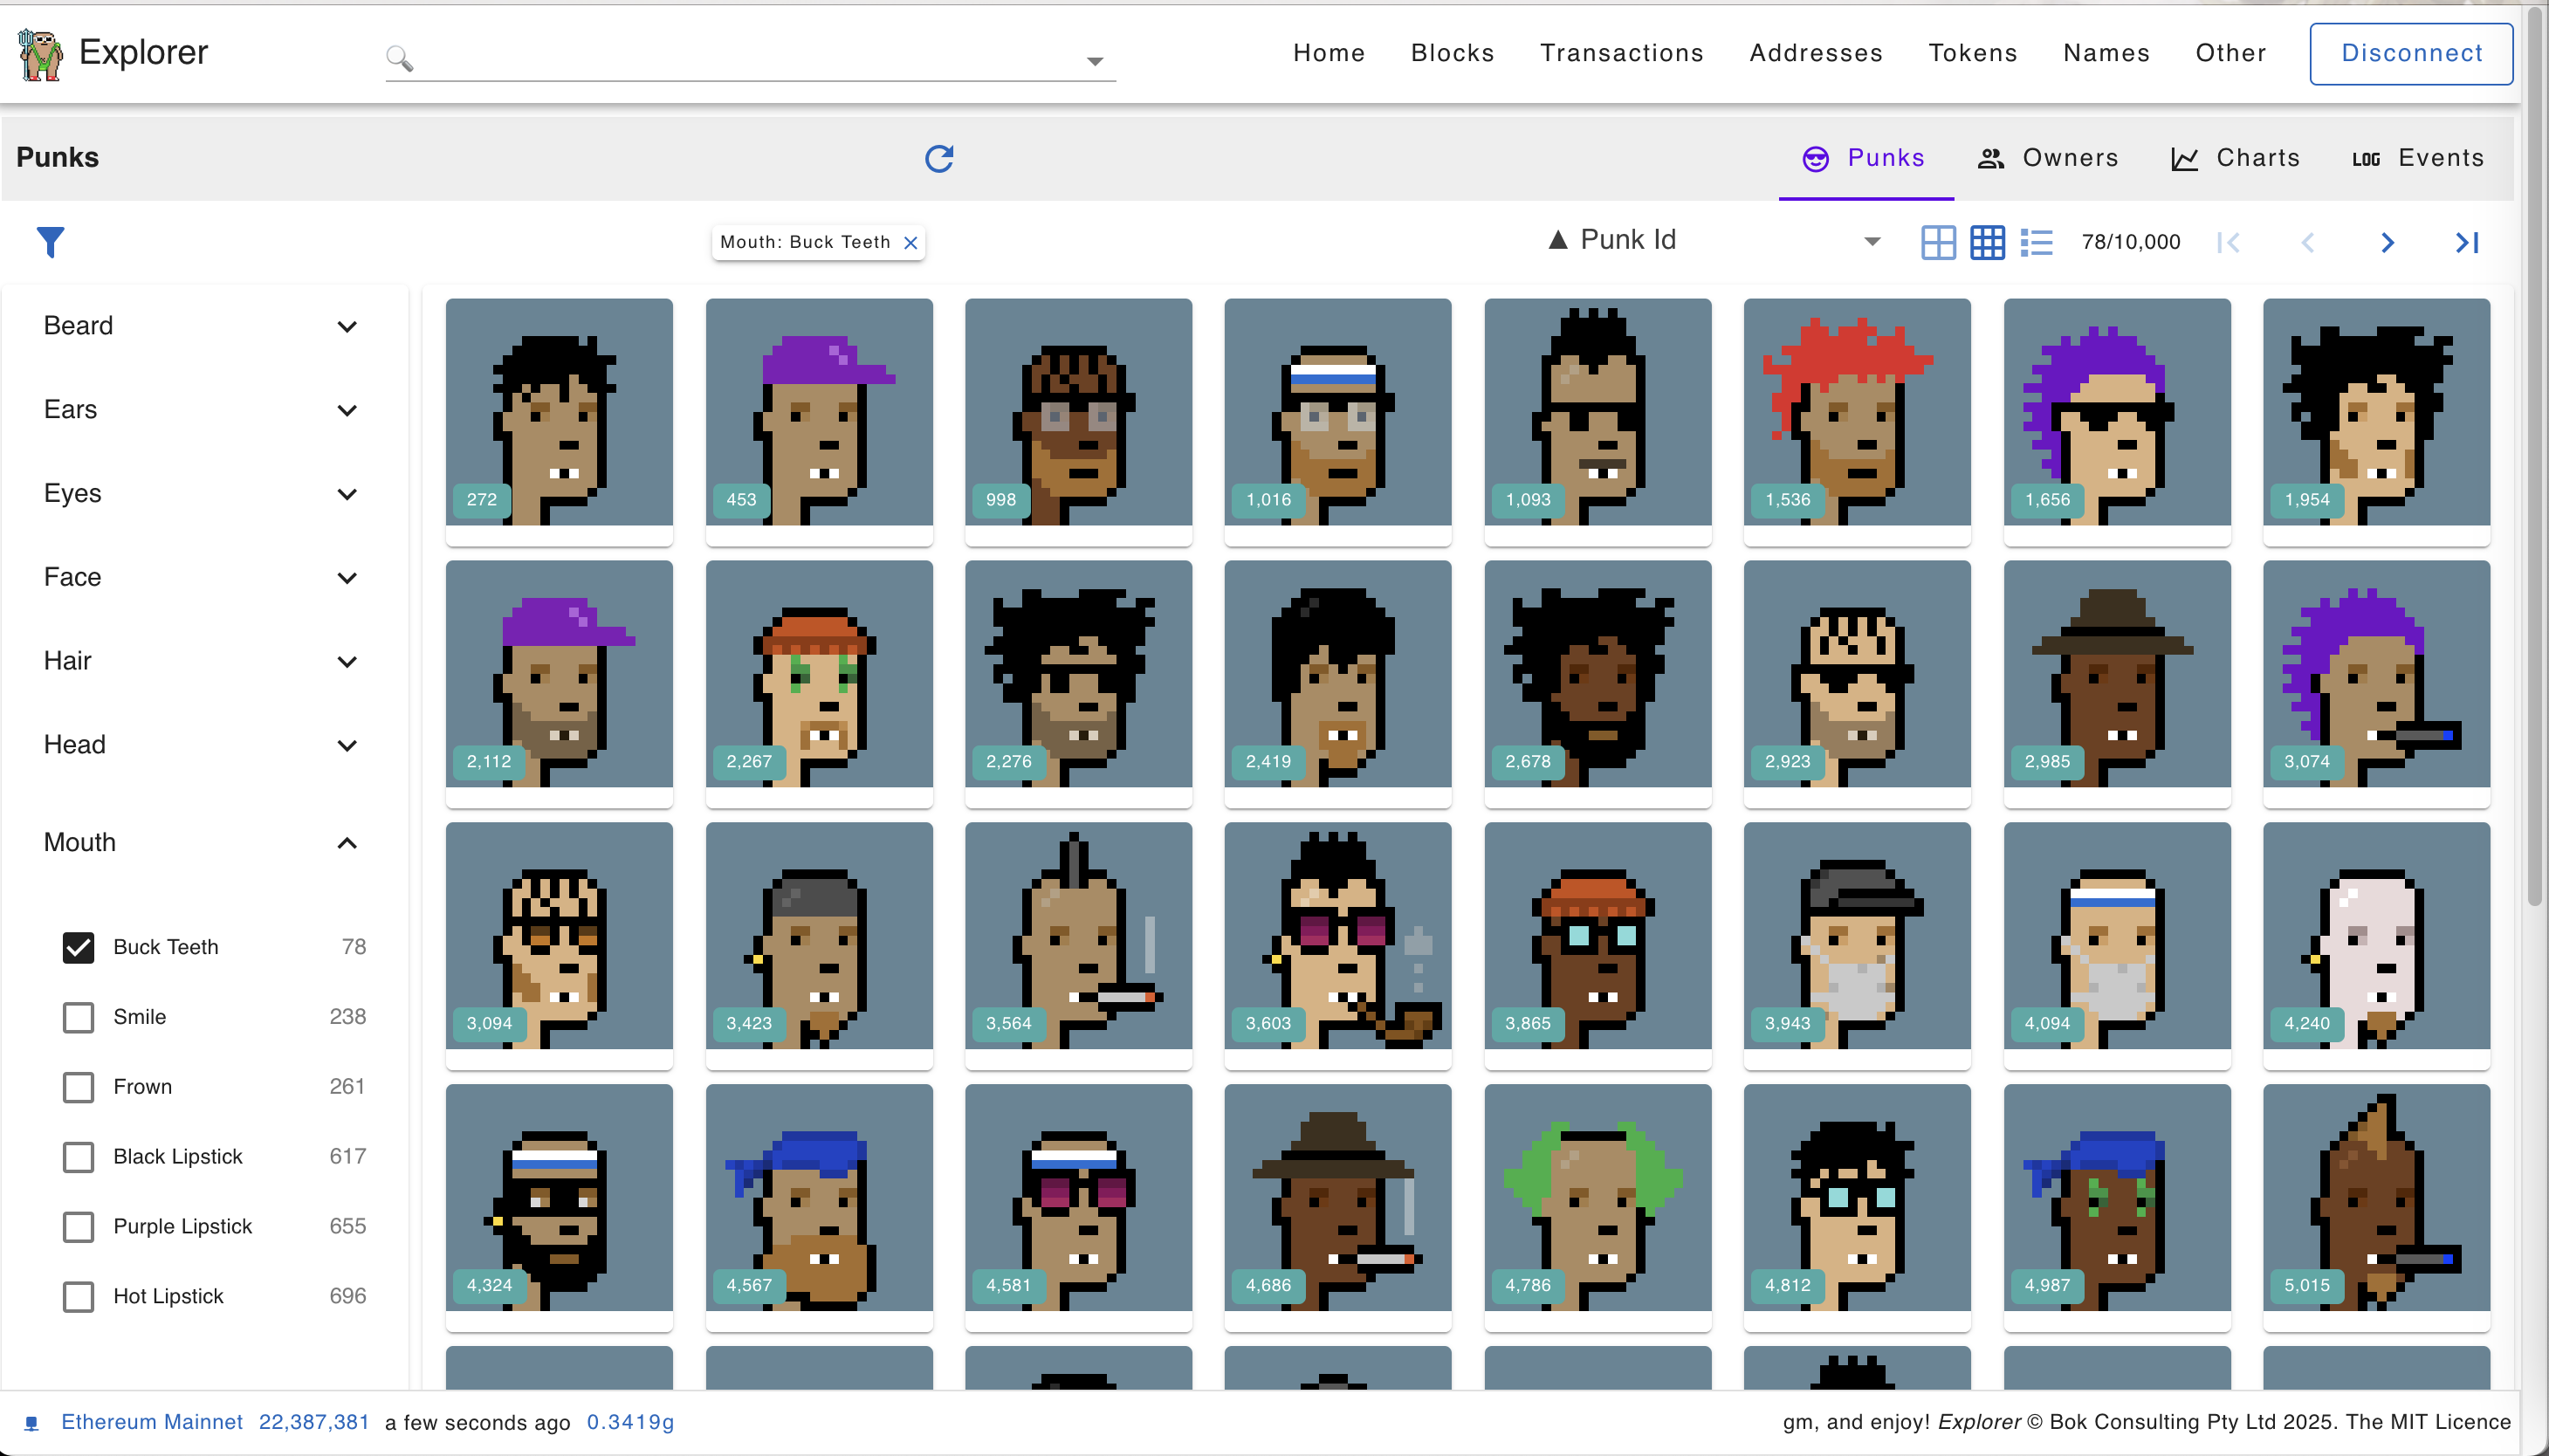 Explorer
Home Blocks Transactions Addresses Tokens Names Other Disconnect
Punks
Punks Owners LOG Charts Events
Mouth: Buck Teeth
▲ Punk Id
78/10,000
Beard
Ears
Eyes
Face
Hair
Head
Mouth
Buck Teeth 78
Smile 238
Frown 261
Black Lipstick 617
Purple Lipstick 655
Hot Lipstick 696
272 453 998 1,016 1,093 1,536 1,656 1,954
2,112 2,267 2,276 2,419 2,678 2,923 2,985 3,074
3,094 3,423 3,564 3,603 3,865 3,943 4,094 4,240
4,324 4,567 4,581 4,686 4,786 4,812 4,987 5,015
Ethereum Mainnet 22,387,381 a few seconds ago 0.3419g
gm, and enjoy! Explorer © Bok Consulting Pty Ltd 2025. The MIT Licence